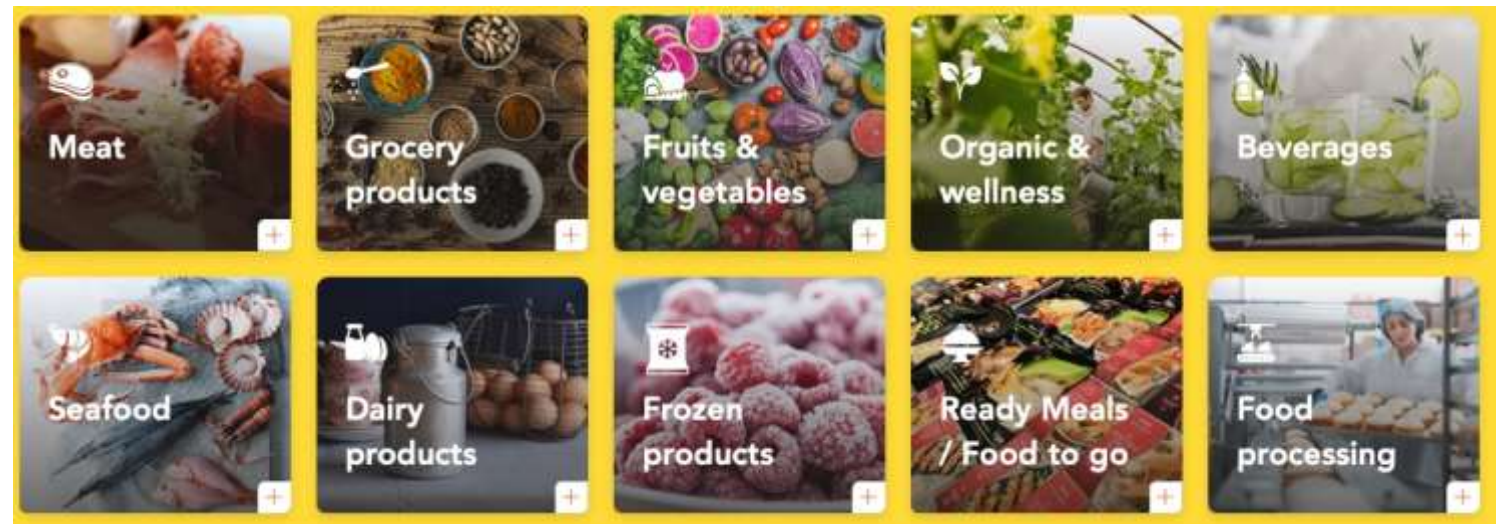 Meat
Grocery
products
Fruits &
vegetables
Organic &
wellness
Beverages
Seafood
Dairy
products
Frozen
products
Ready Meals
/ Food to go
Food
processing